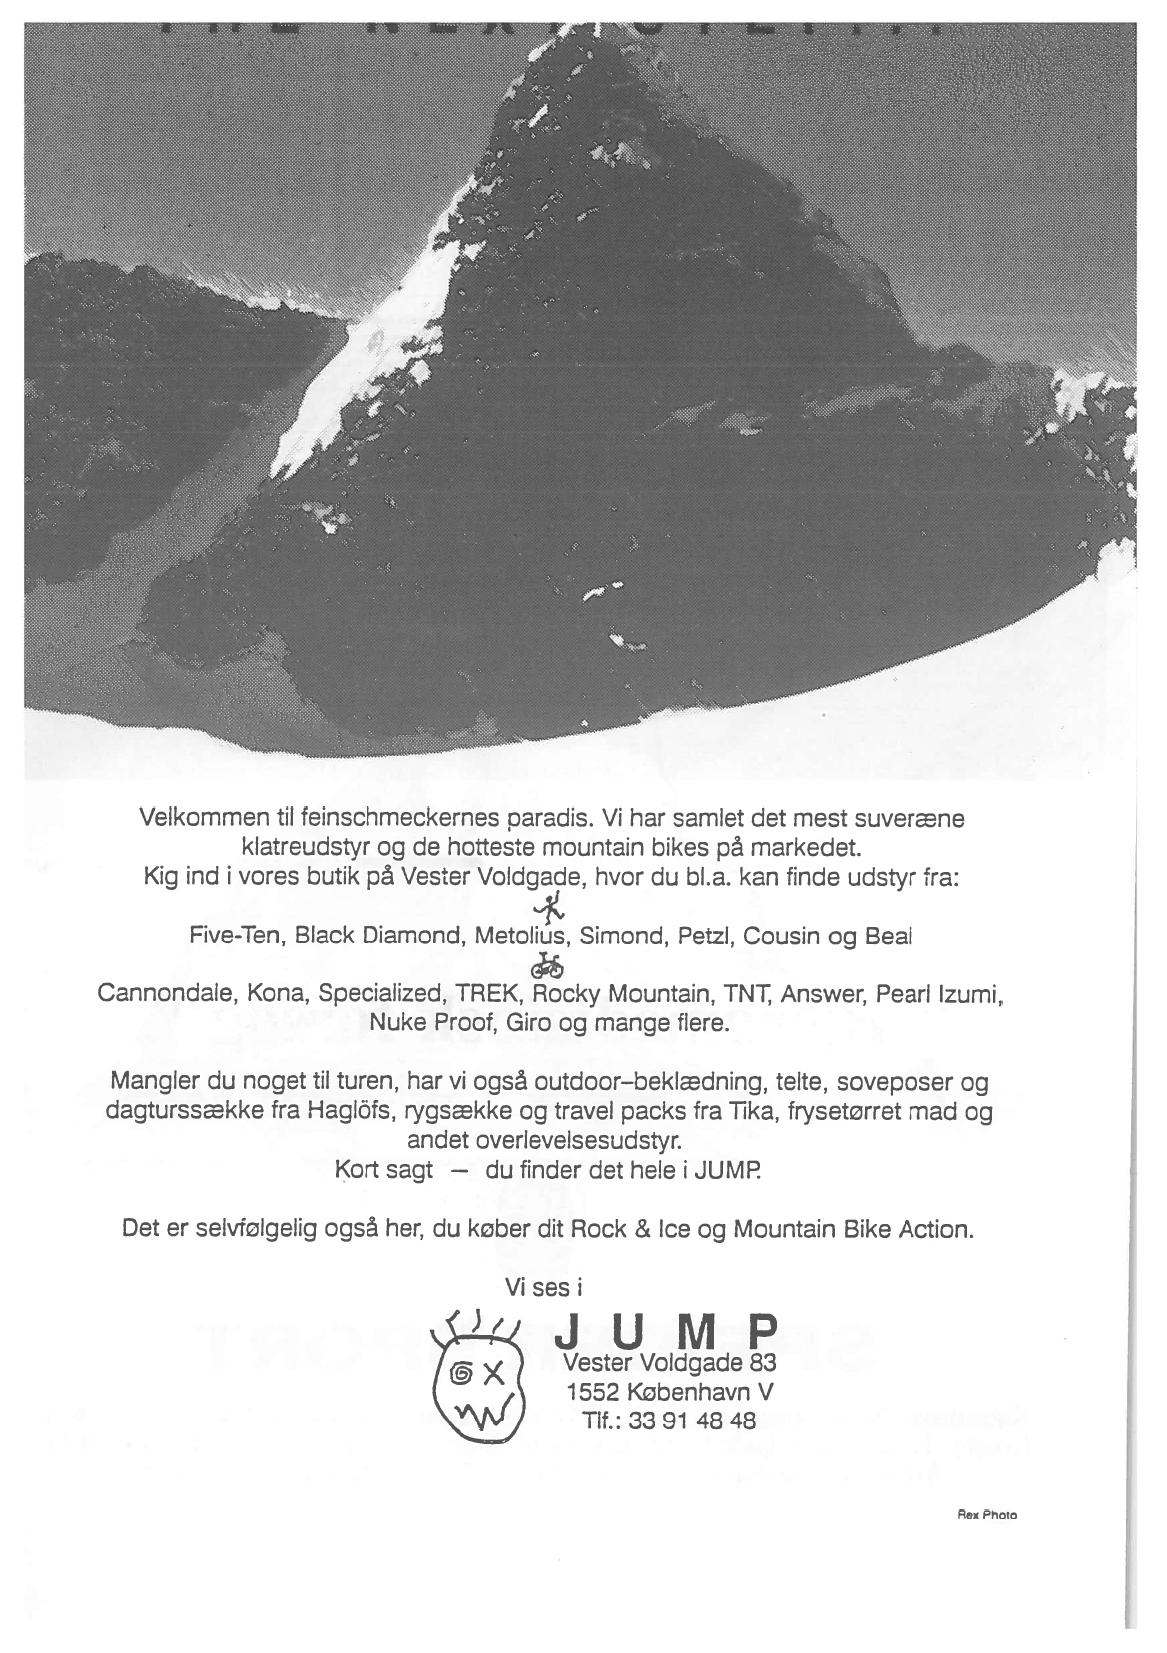 THE NEXT STEP...
Velkommen til feinschmeckernes paradis. Vi har samlet det mest suveræne
klatreudstyr og de hotteste mountain bikes på markedet.
Kig ind i vores butik på Vester Voldgade, hvor du bl.a. kan finde udstyr fra:
Five-Ten, Black Diamond, Metolius, Simond, Petzl, Cousin og Beal
Cannondale, Kona, Specialized, TREK, Rocky Mountain, TNT, Answer, Pearl Izumi,
Nuke Proof, Giro og mange flere.
Mangler du noget til turen, har vi også outdoor-beklædning, telte, soveposer og
dagturssække fra Haglöfs, rygsække og travel packs fra Tika, frysetørret mad og
andet overlevelsesudstyr.
Kort sagt – du finder det hele i JUMP.
Det er selvfølgelig også her, du køber dit Rock & Ice og Mountain Bike Action.
Vi ses i
JUMP
Vester Voldgade 83
1552 København V
Tlf.: 33 91 48 48
Rex Photo